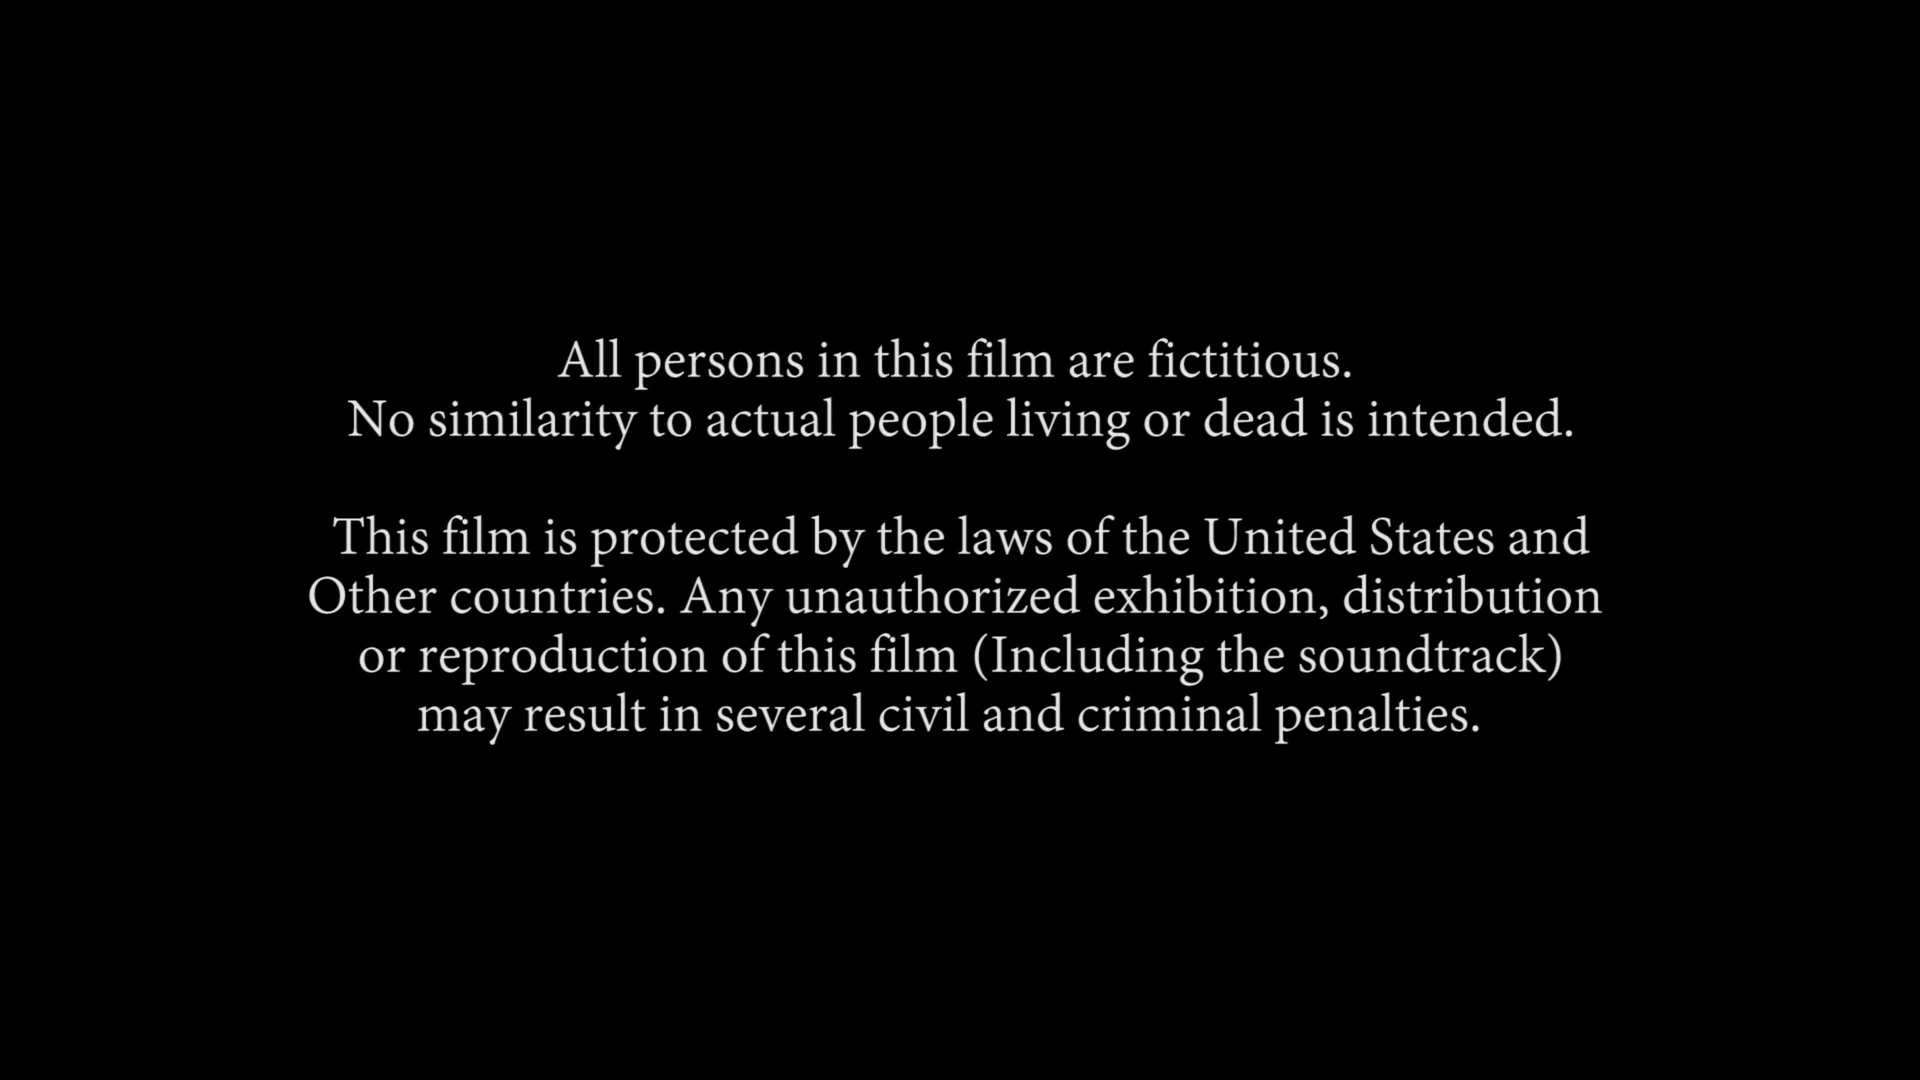 All persons in this film are fictitious.
No similarity to actual people living or dead is intended.
This film is protected by the laws of the United States and
Other countries. Any unauthorized exhibition, distribution
or reproduction of this film (Including the soundtrack)
may result in several civil and criminal penalties.